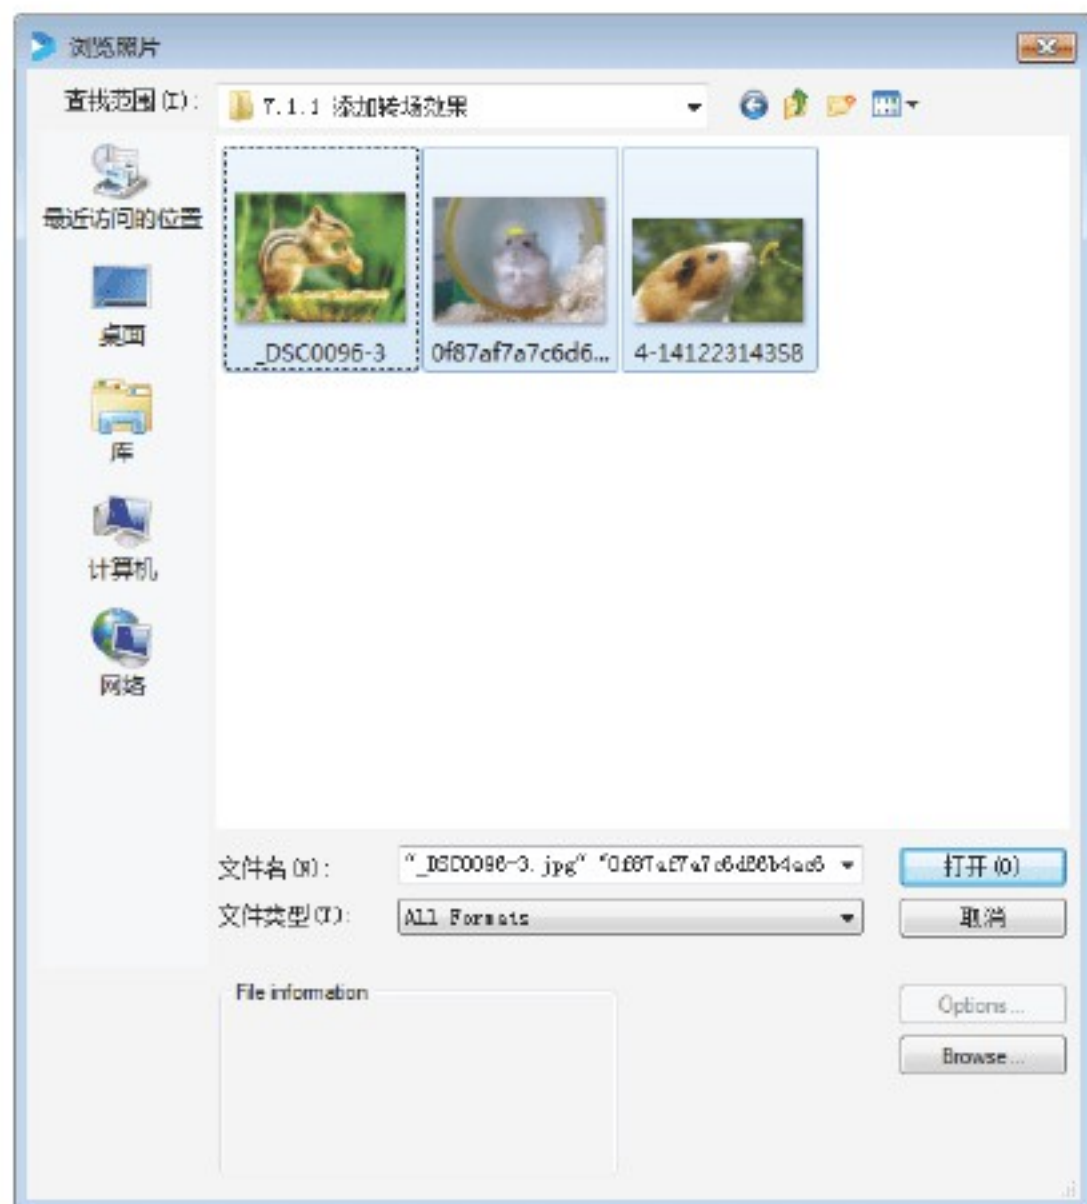 浏览照片
查找范围(I):
7.1.1 添加转场效果
最近访问的位置
桌面
库
计算机
网络
_DSC0096-3
0f87af7a7c6d6...
4-14122314358
文件名(N):
"_DSC0096-3.jpg" "0f87af7a7c6d66b4ac6
打开(O)
文件类型(T):
All Formats
取消
File information
Options...
Browse...